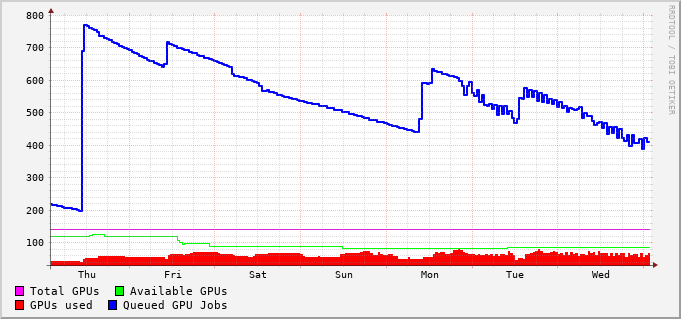 800
700
600
500
400
300
200
100
Thu Fri Sat Sun Mon Tue Wed
RRDTOOL / TOBI OETIKER
Total GPUs Available GPUs
GPUs used Queued GPU Jobs